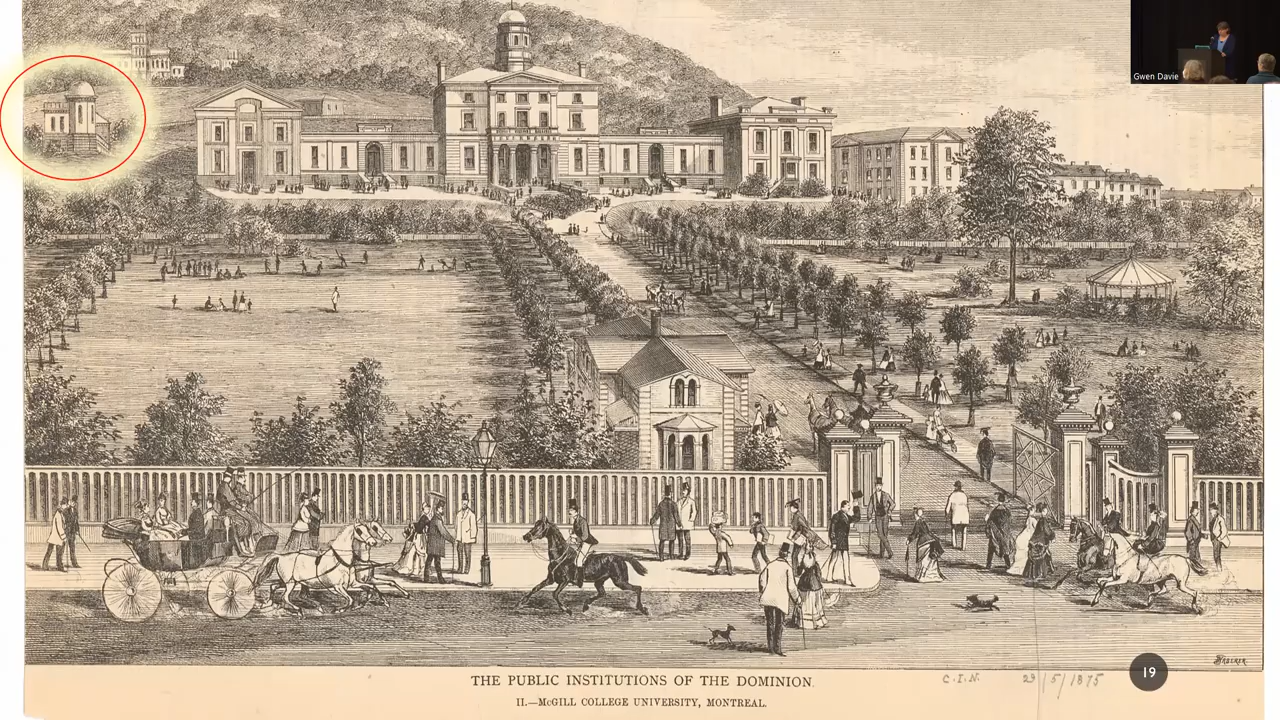 Gwen Davie
THE PUBLIC INSTITUTIONS OF THE DOMINION.
C.I.N. 29/5/1875
19
II.—McGILL COLLEGE UNIVERSITY, MONTREAL.